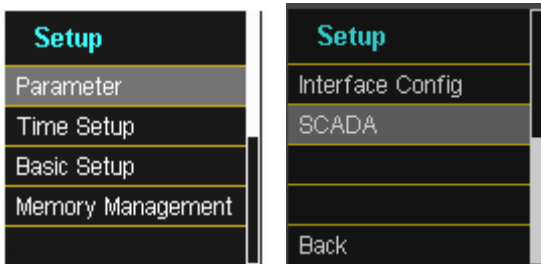 Setup
Parameter
Time Setup
Basic Setup
Memory Management
Setup
Interface Config
SCADA
Back